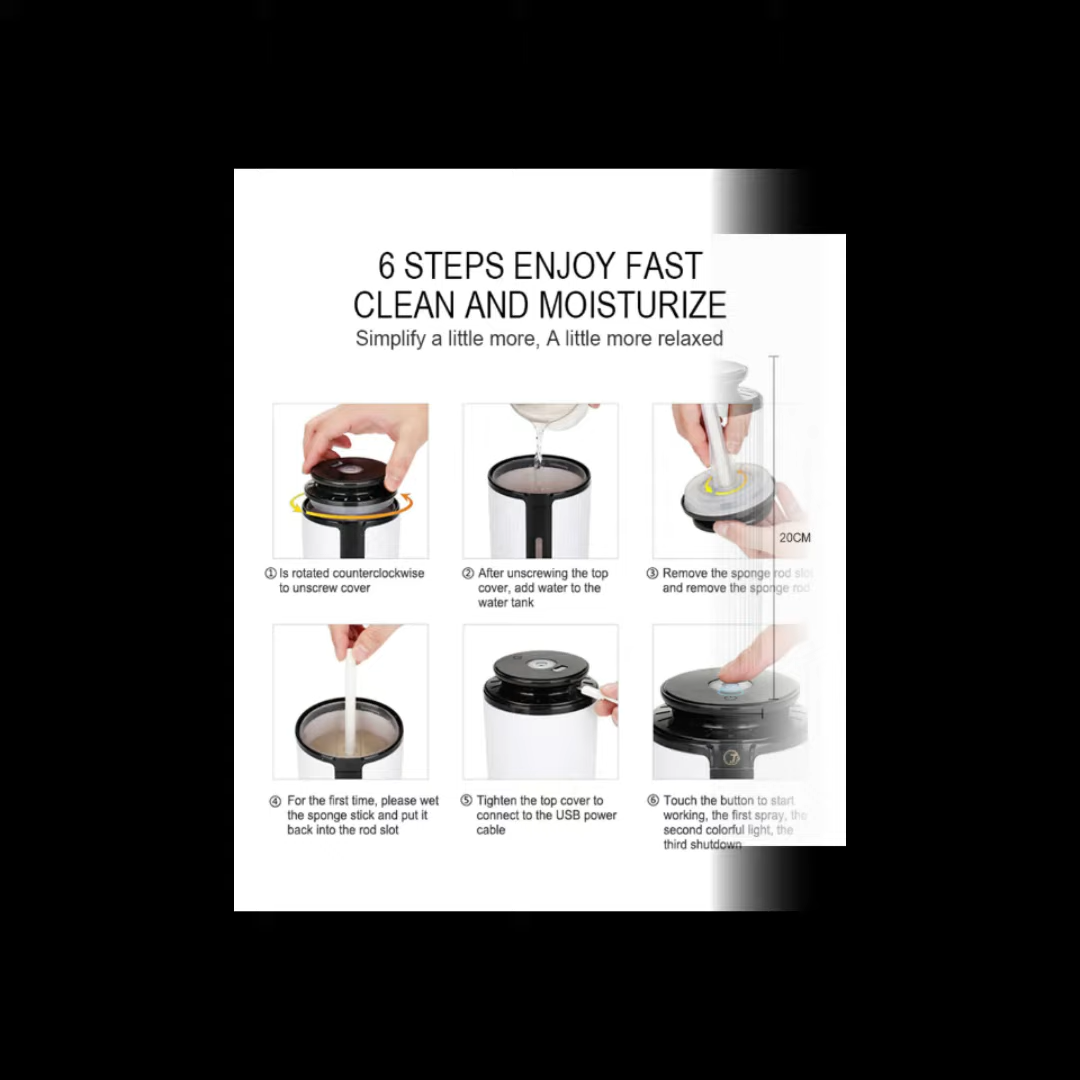 6 STEPS ENJOY FAST
CLEAN AND MOISTURIZE
Simplify a little more, A little more relaxed
20CM
① Is rotated counterclockwise
to unscrew cover
② After unscrewing the top
cover, add water to the
water tank
③ Remove the sponge rod slot
and remove the sponge rod
④ For the first time, please wet
the sponge stick and put it
back into the rod slot
⑤ Tighten the top cover to
connect to the USB power
cable
⑥ Touch the button to start
working, the first spray, the
second colorful light, the
third shutdown